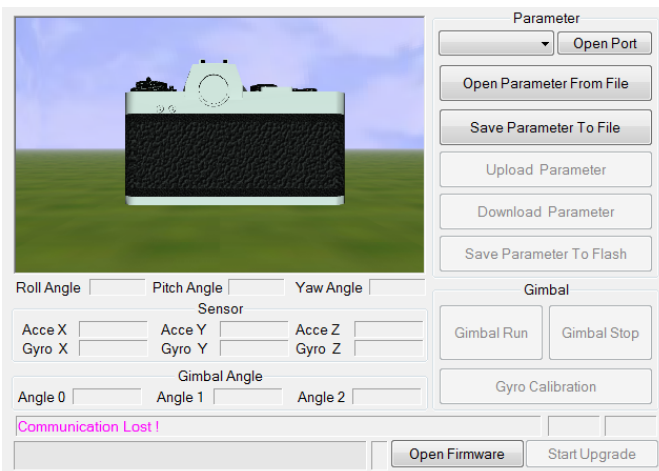 Parameter
Open Port
Open Parameter From File
Save Parameter To File
Upload Parameter
Download Parameter
Save Parameter To Flash
Roll Angle Pitch Angle Yaw Angle
Sensor
Acce X Acce Y Acce Z
Gyro X Gyro Y Gyro Z
Gimbal Angle
Angle 0 Angle 1 Angle 2
Gimbal
Gimbal Run Gimbal Stop
Gyro Calibration
Communication Lost !
Open Firmware Start Upgrade